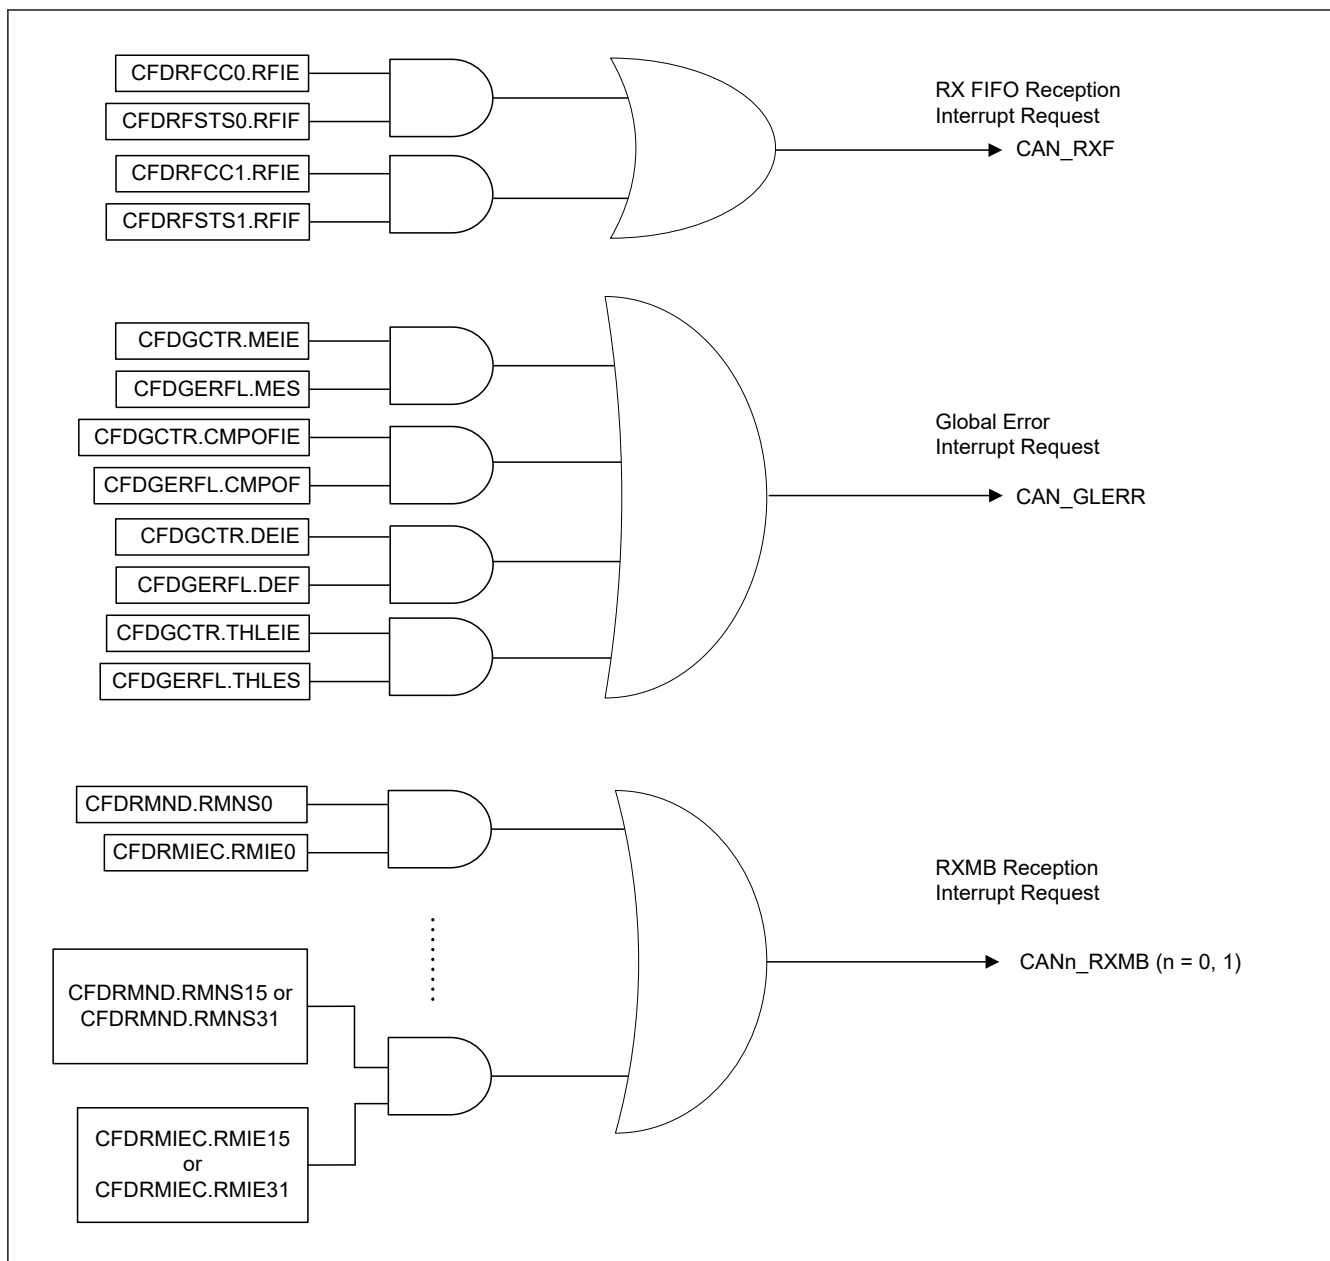 CFDRFCC0.RFIE
CFDRFSTS0.RFIF
CFDRFCC1.RFIE
CFDRFSTS1.RFIF
RX FIFO Reception
Interrupt Request
CAN_RXF
CFDGCTR.MEIE
CFDGERFL.MES
CFDGCTR.CMPOFIE
CFDGERFL.CMPOF
CFDGCTR.DEIE
CFDGERFL.DEF
CFDGCTR.THLEIE
CFDGERFL.THLES
Global Error
Interrupt Request
CAN_GLERR
CFDRMND.RMNS0
CFDRMIEC.RMIE0
CFDRMND.RMNS15 or
CFDRMND.RMNS31
CFDRMIEC.RMIE15
or
CFDRMIEC.RMIE31
RXMB Reception
Interrupt Request
CANn_RXMB (n = 0, 1)